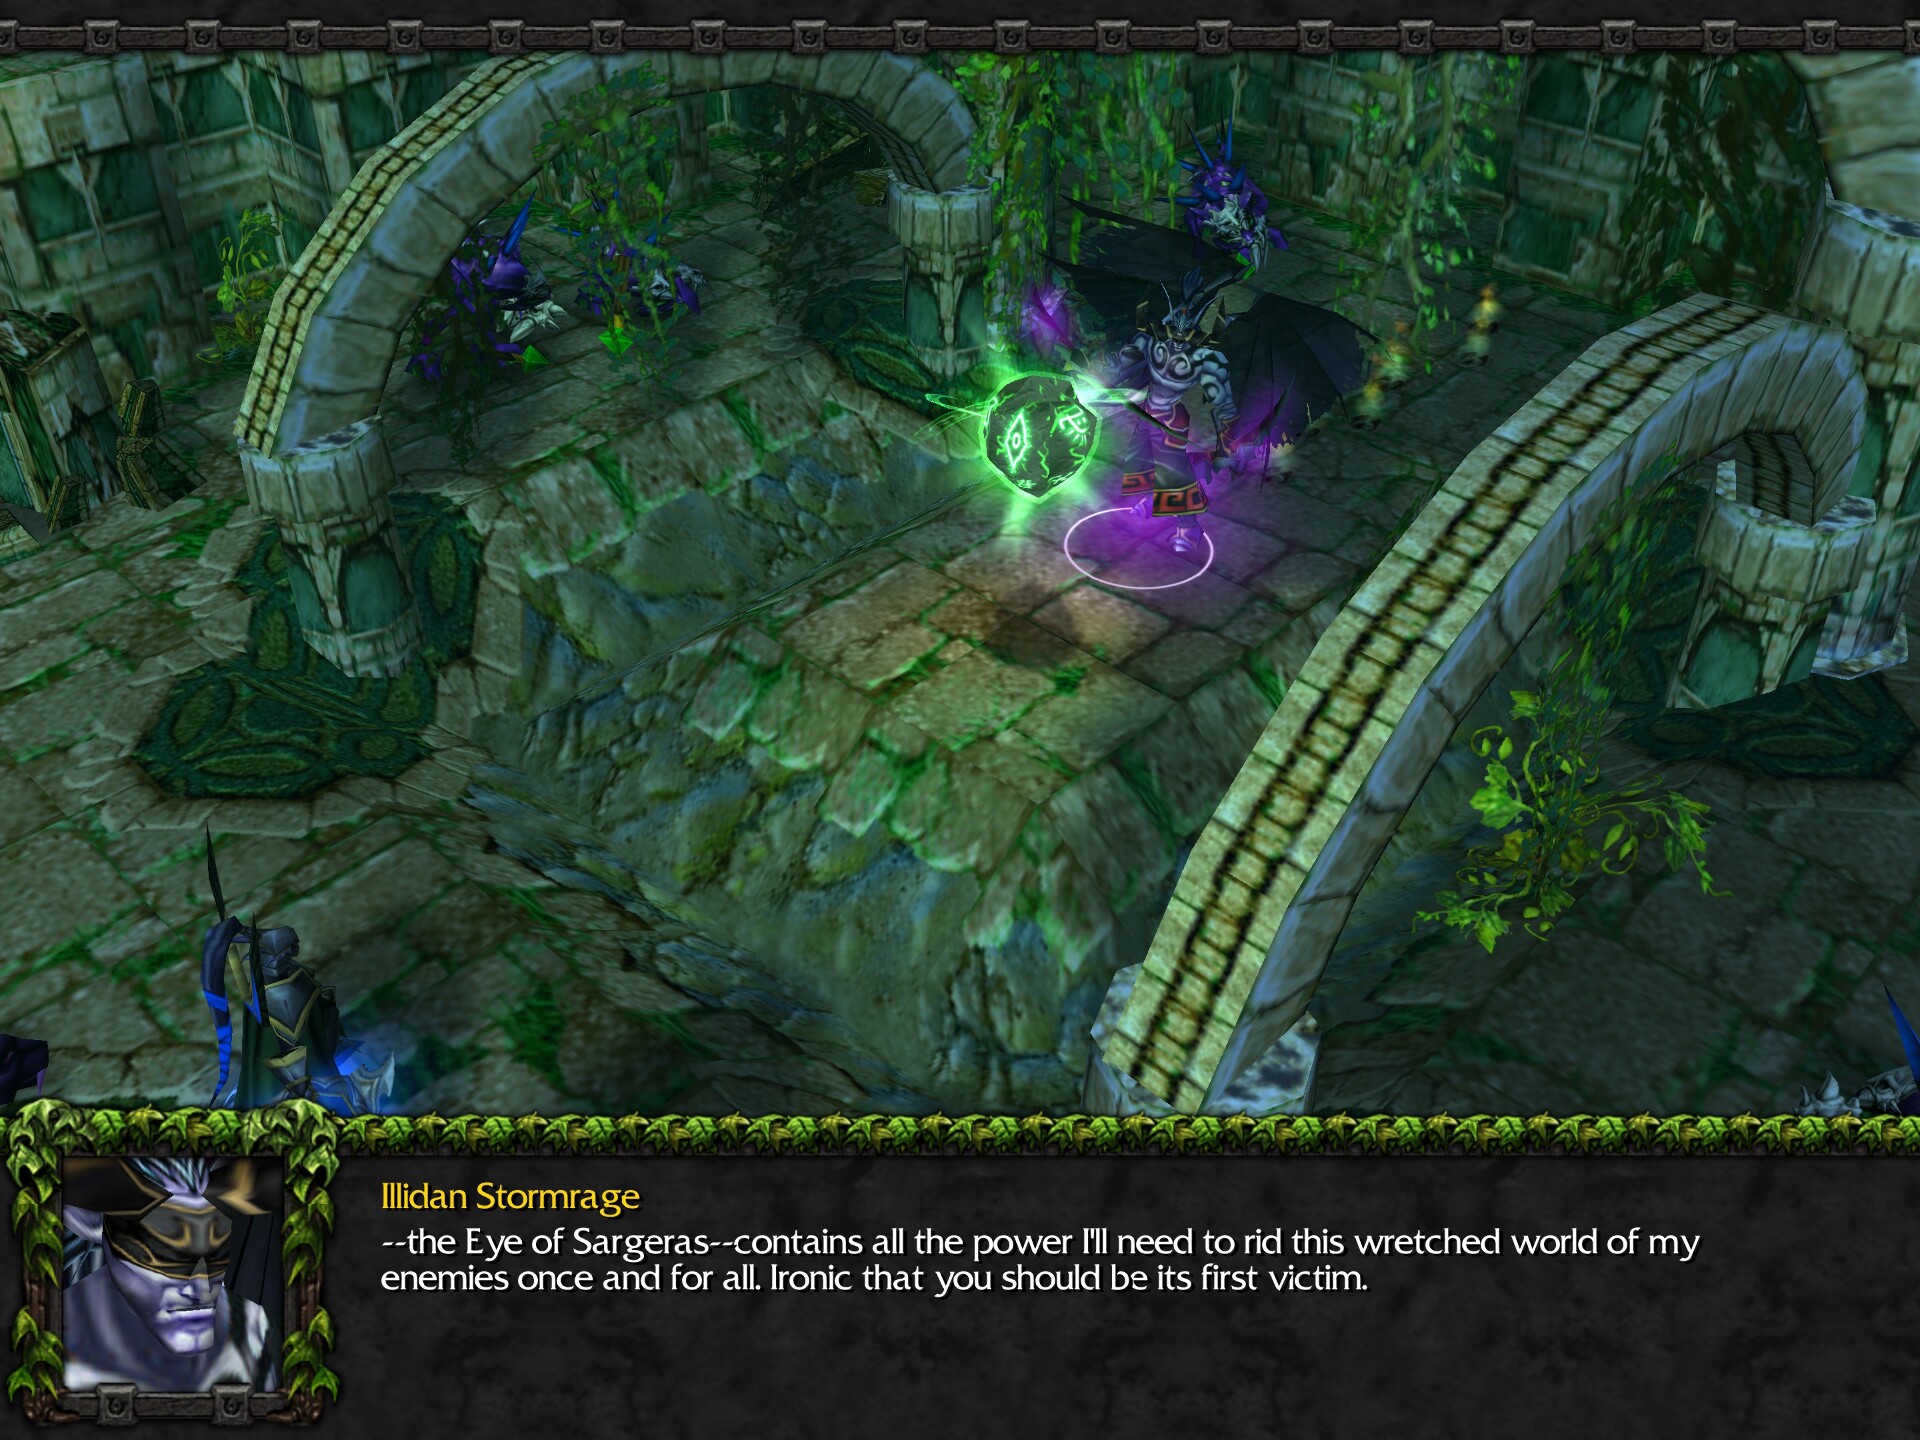 Illidan Stormrage
--the Eye of Sargeras--contains all the power I'll need to rid this wretched world of my
enemies once and for all. Ironic that you should be its first victim.